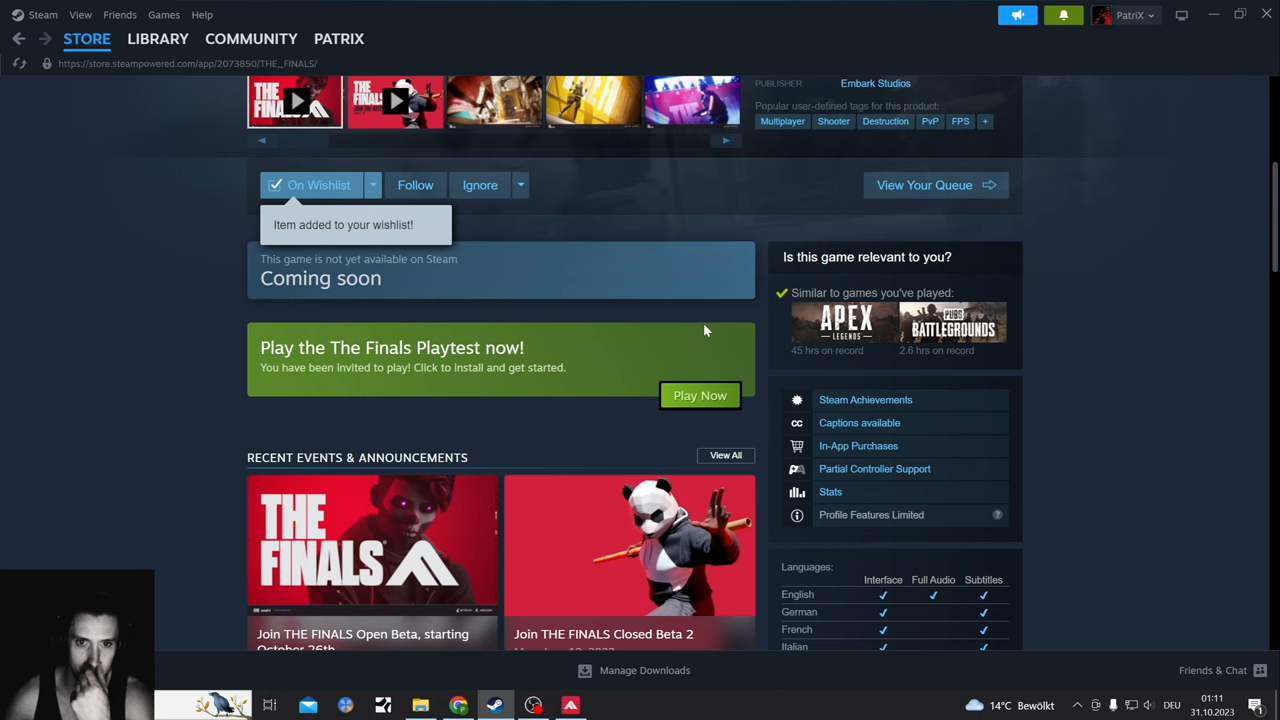 Steam View Friends Games Help
PatriX
STORE LIBRARY COMMUNITY PATRIX
https://store.steampowered.com/app/2073850/THE_FINALS/
THE FINALS
PUBLISHER: Embark Studios
Popular user-defined tags for this product:
Multiplayer Shooter Destruction PvP FPS +
On Wishlist Follow Ignore View Your Queue
Item added to your wishlist!
This game is not yet available on Steam
Coming soon
Is this game relevant to you?
Similar to games you've played:
APEX LEGENDS
PUBG BATTLEGROUNDS
45 hrs on record 2.6 hrs on record
Play the The Finals Playtest now!
You have been invited to play! Click to install and get started.
Play Now
Steam Achievements
CC Captions available
In-App Purchases
Partial Controller Support
Stats
Profile Features Limited ?
RECENT EVENTS & ANNOUNCEMENTS View All
THE
FINALS
Join THE FINALS Open Beta, starting
October 26th
Join THE FINALS Closed Beta 2
Languages:
Interface Full Audio Subtitles
English
German
French
Italian
Manage Downloads
Friends & Chat
14°C Bewölkt
DEU
01:11
31.10.2023